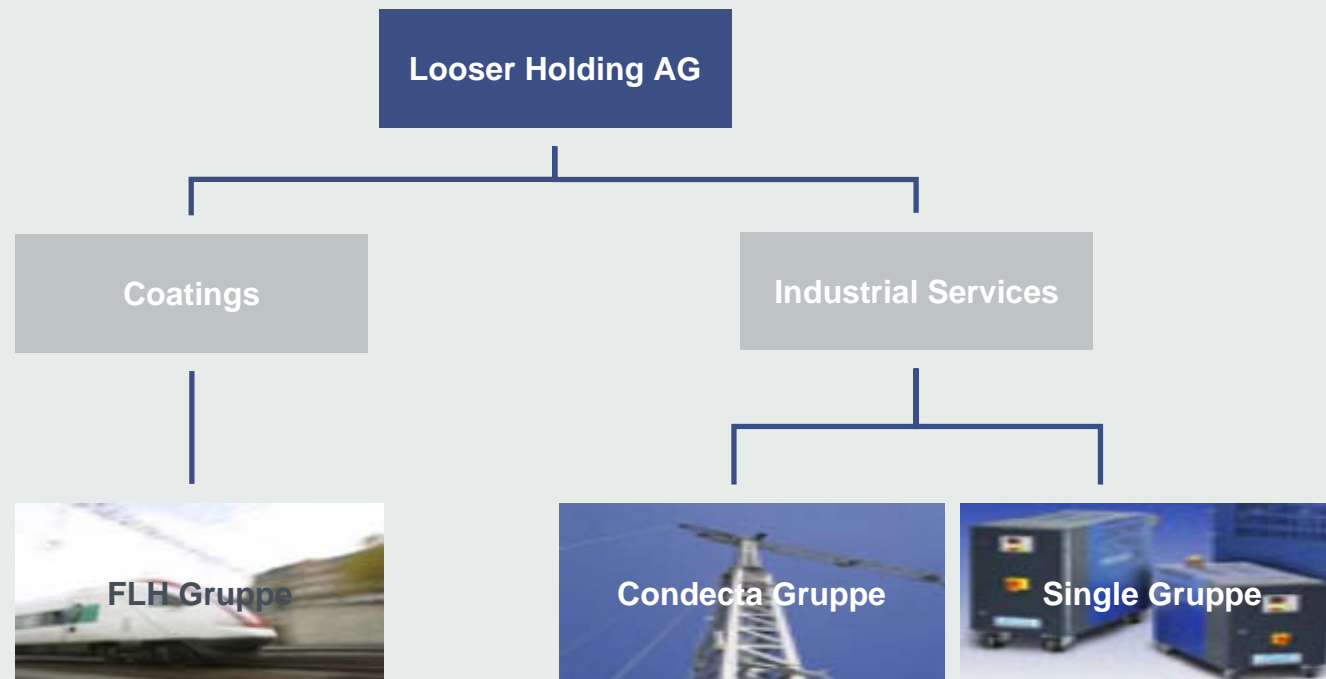 Looser Holding AG
Coatings
Industrial Services
FLH Gruppe
Condecta Gruppe
Single Gruppe